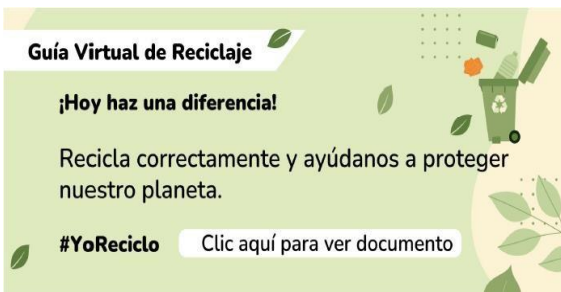 Guía Virtual de Reciclaje
¡Hoy haz una diferencia!
Recicla correctamente y ayúdanos a proteger
nuestro planeta.
#YoReciclo Clic aquí para ver documento